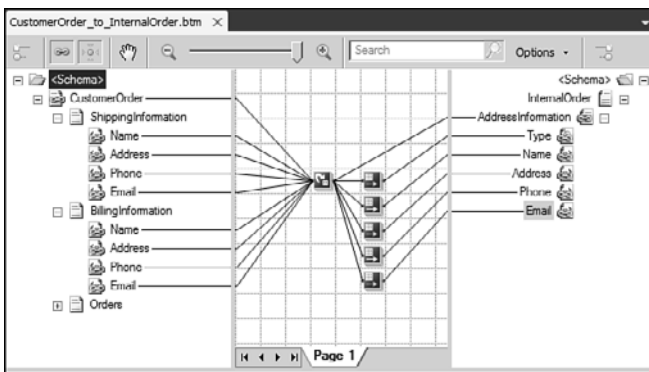 CustomerOrder_to_InternalOrder.btm
Search
Options
<Schema>
CustomerOrder
ShippingInformation
Name
Address
Phone
Email
BillingInformation
Name
Address
Phone
Email
Orders
<Schema>
InternalOrder
AddressInformation
Type
Name
Address
Phone
Email
Page 1